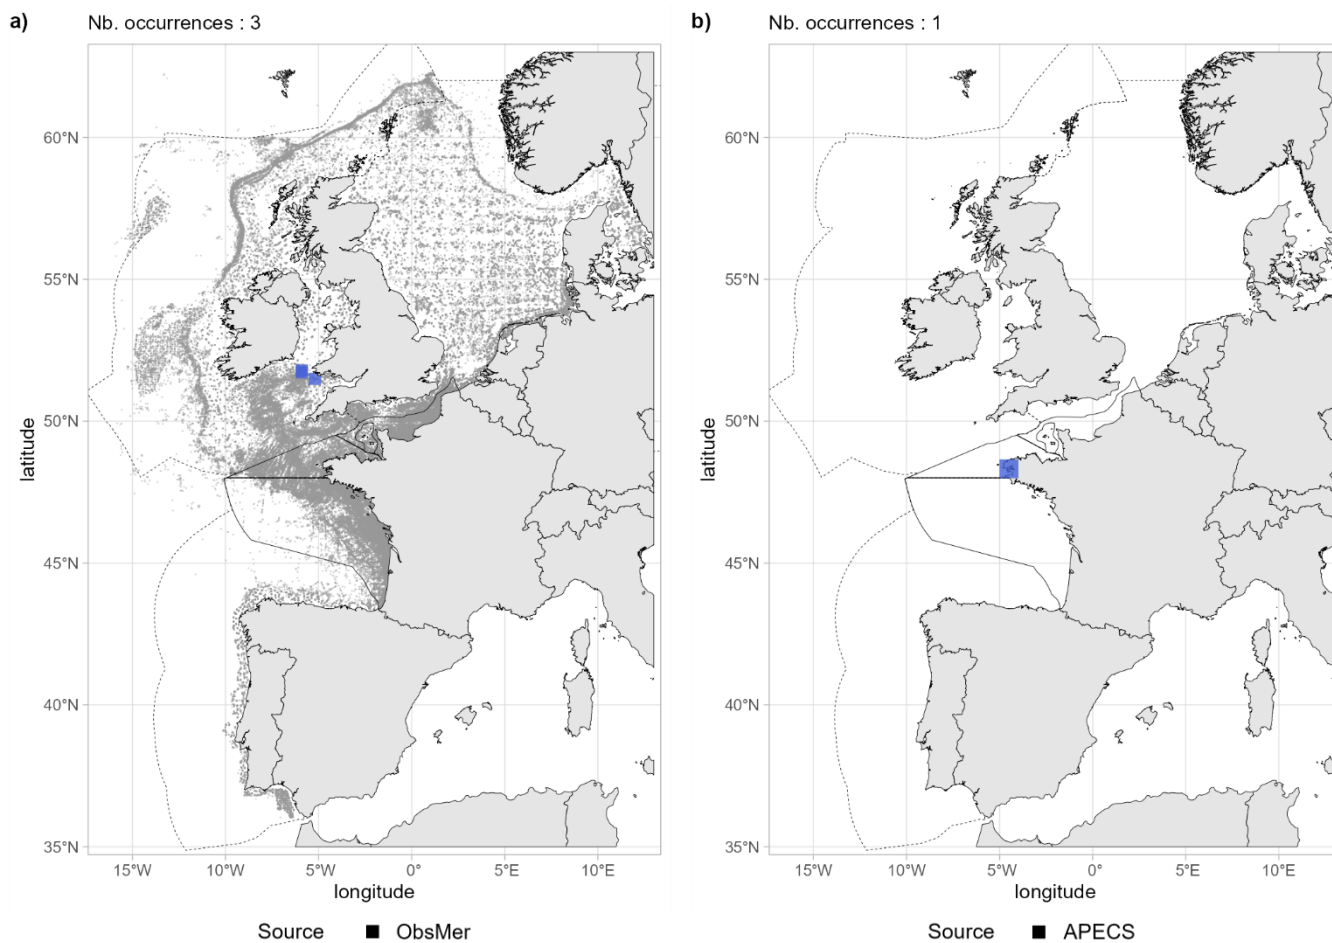 a)
Nb. occurrences : 3
60°N
55°N
50°N
45°N
40°N
35°N
latitude
15°W
10°W
5°W
0°
5°E
10°E
longitude
Source
ObsMer
b)
Nb. occurrences : 1
60°N
55°N
50°N
45°N
40°N
35°N
latitude
15°W
10°W
5°W
0°
5°E
10°E
longitude
Source
APECS